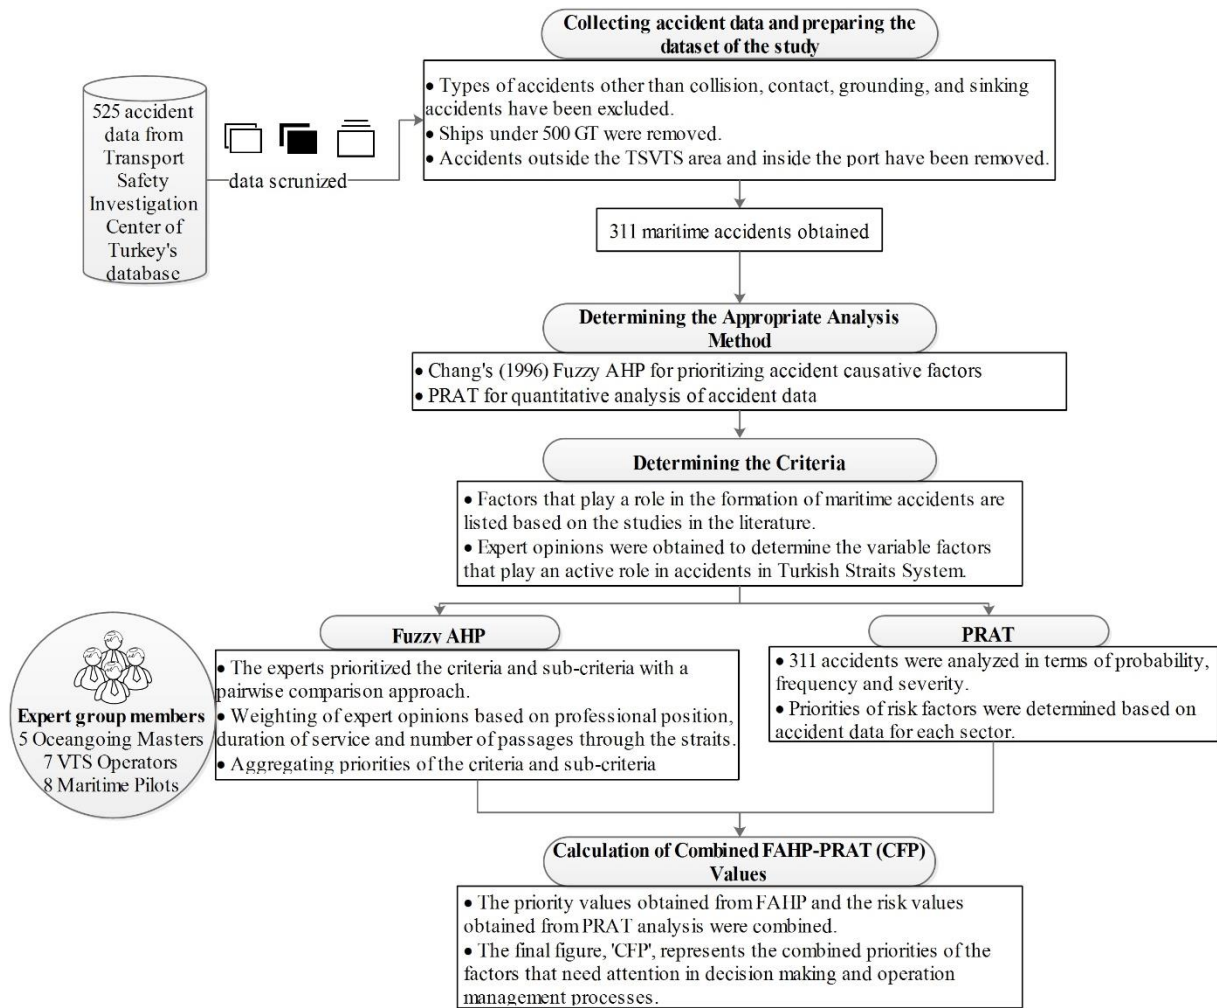 Collecting accident data and preparing the
dataset of the study
• Types of accidents other than collision, contact, grounding, and sinking
accidents have been excluded.
• Ships under 500 GT were removed.
• Accidents outside the TSVTS area and inside the port have been removed.
525 accident
data from
Transport
Safety
Investigation
Center of
Turkey's
database
data scrunized
311 maritime accidents obtained
Determining the Appropriate Analysis
Method
• Chang's (1996) Fuzzy AHP for prioritizing accident causative factors
• PRAT for quantitative analysis of accident data
Determining the Criteria
• Factors that play a role in the formation of maritime accidents are
listed based on the studies in the literature.
• Expert opinions were obtained to determine the variable factors
that play an active role in accidents in Turkish Straits System.
Fuzzy AHP
• The experts prioritized the criteria and sub-criteria with a
pairwise comparison approach.
• Weighting of expert opinions based on professional position,
duration of service and number of passages through the straits.
• Aggregating priorities of the criteria and sub-criteria
PRAT
• 311 accidents were analyzed in terms of probability,
frequency and severity.
• Priorities of risk factors were determined based on
accident data for each sector.
Expert group members
5 Oceangoing Masters
7 VTS Operators
8 Maritime Pilots
Calculation of Combined FAHP-PRAT (CFP)
Values
• The priority values obtained from FAHP and the risk values
obtained from PRAT analysis were combined.
• The final figure, 'CFP', represents the combined priorities of the
factors that need attention in decision making and operation
management processes.